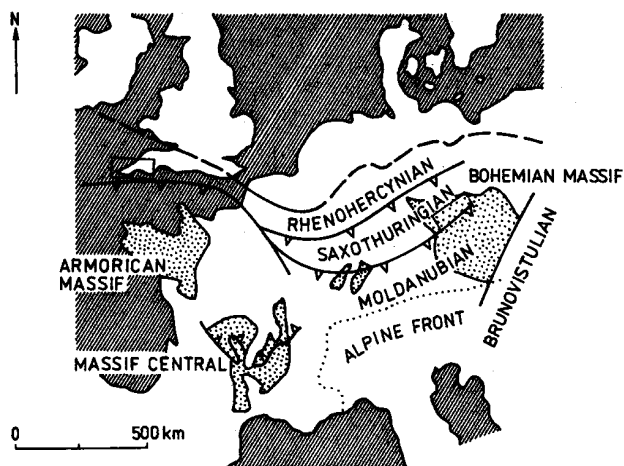 N
RHENOHERCYNIAN
BOHEMIAN MASSIF
SAXOTHURINGIAN
ARMORICAN
MASSIF
MOLDANUBIAN
BRUNOVISTULIAN
ALPINE FRONT
MASSIF CENTRAL
0 500 km